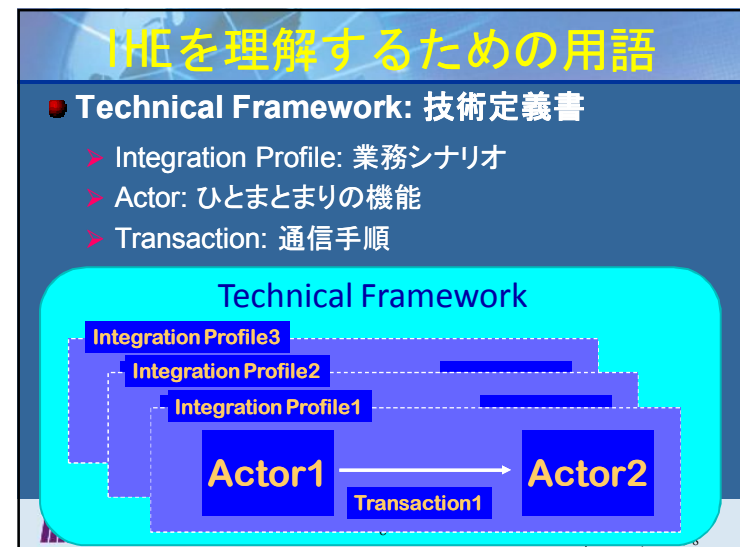 IHEを理解するための用語
Technical Framework: 技術定義書
Integration Profile: 業務シナリオ
Actor: ひとまとまりの機能
Transaction: 通信手順
Technical Framework
Integration Profile3
Integration Profile2
Integration Profile1
Actor1
Actor2
Transaction1